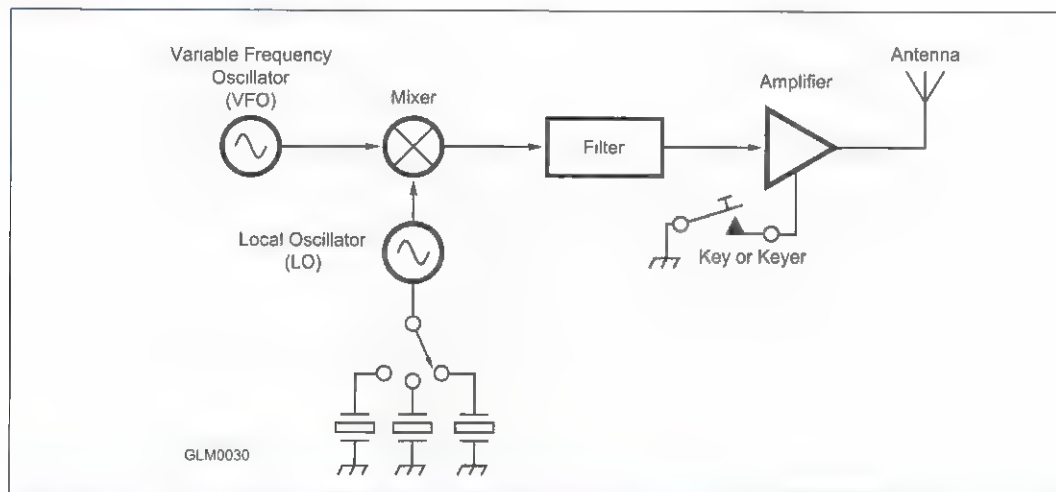 Variable Frequency
Oscillator
(VFO)
Mixer
Filter
Amplifier
Antenna
Local Oscillator
(LO)
Key or Keyer
GLM0030